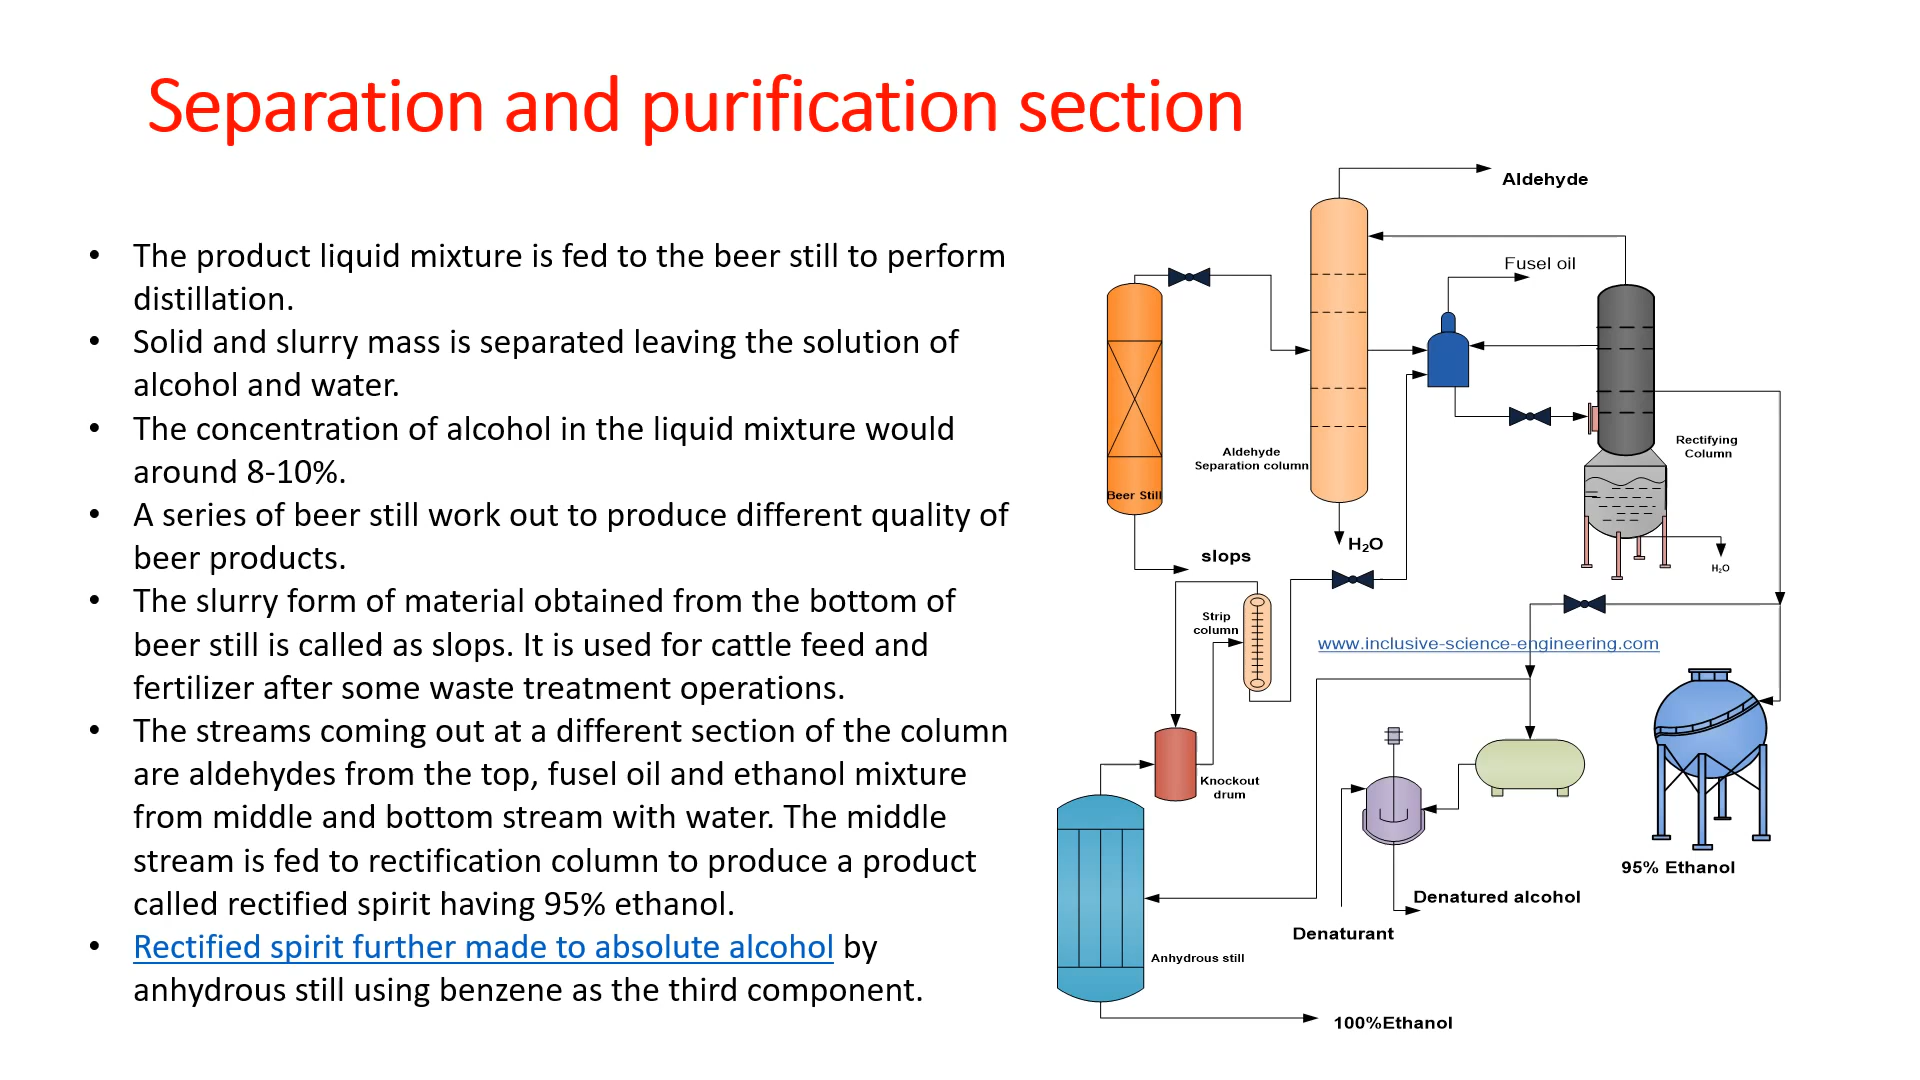 Separation and purification section
• The product liquid mixture is fed to the beer still to perform
distillation.
• Solid and slurry mass is separated leaving the solution of
alcohol and water.
• The concentration of alcohol in the liquid mixture would
around 8-10%.
• A series of beer still work out to produce different quality of
beer products.
• The slurry form of material obtained from the bottom of
beer still is called as slops. It is used for cattle feed and
fertilizer after some waste treatment operations.
• The streams coming out at a different section of the column
are aldehydes from the top, fusel oil and ethanol mixture
from middle and bottom stream with water. The middle
stream is fed to rectification column to produce a product
called rectified spirit having 95% ethanol.
• Rectified spirit further made to absolute alcohol by
anhydrous still using benzene as the third component.
Aldehyde
Fusel oil
Aldehyde
Separation column
Rectifying
Column
Beer Still
H₂O
slops
H₂O
Strip
column
www.inclusive-science-engineering.com
Knockout
drum
95% Ethanol
Denatured alcohol
Denaturant
Anhydrous still
100%Ethanol